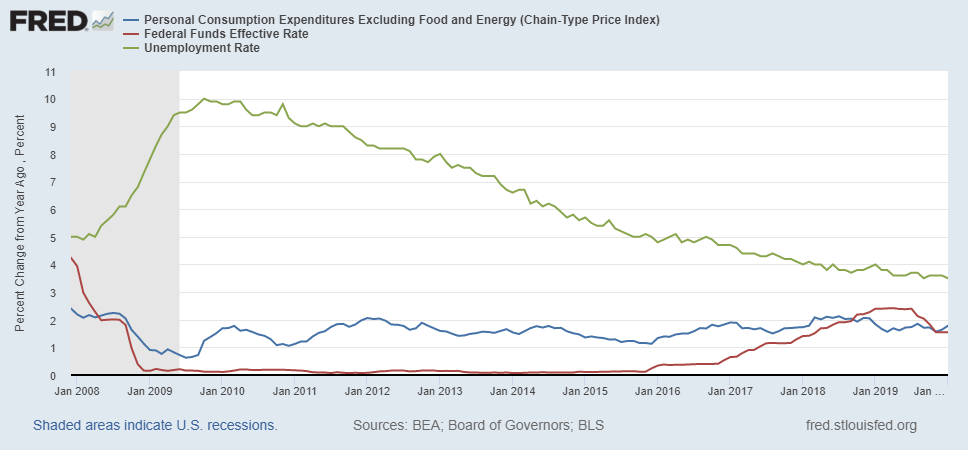 FRED
Personal Consumption Expenditures Excluding Food and Energy (Chain-Type Price Index)
Federal Funds Effective Rate
Unemployment Rate
Percent Change from Year Ago , Percent
11
10
9
8
7
6
5
4
3
2
1
0
Jan 2008 Jan 2009 Jan 2010 Jan 2011 Jan 2012 Jan 2013 Jan 2014 Jan 2015 Jan 2016 Jan 2017 Jan 2018 Jan 2019 Jan ...
Shaded areas indicate U.S. recessions. Sources: BEA; Board of Governors; BLS fred.stlouisfed.org